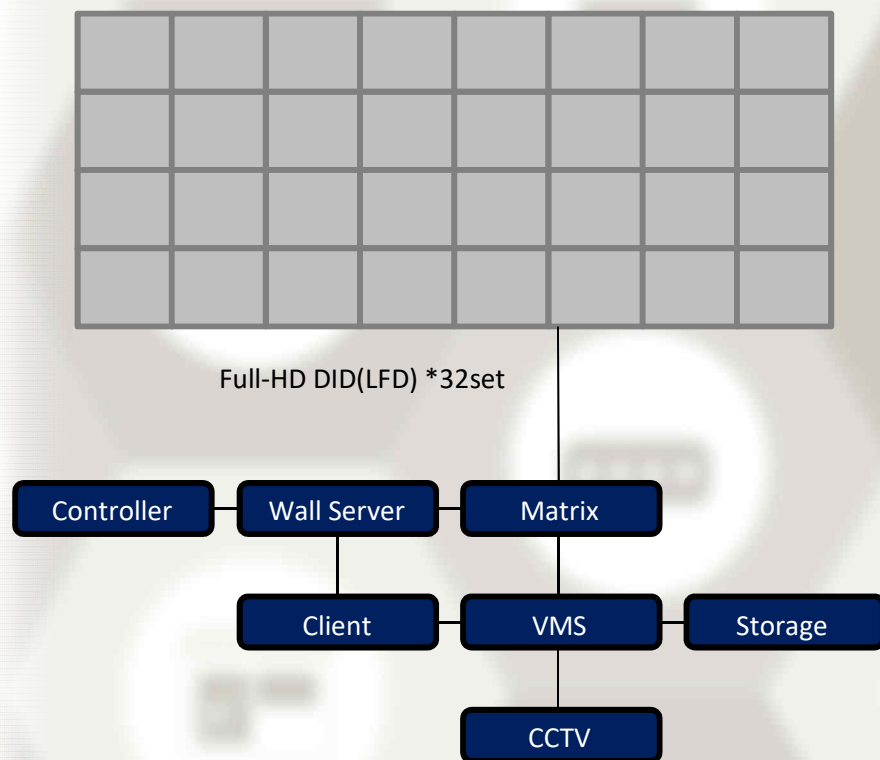 Full-HD DID(LFD) *32set
Controller
Wall Server
Matrix
Client
VMS
Storage
CCTV